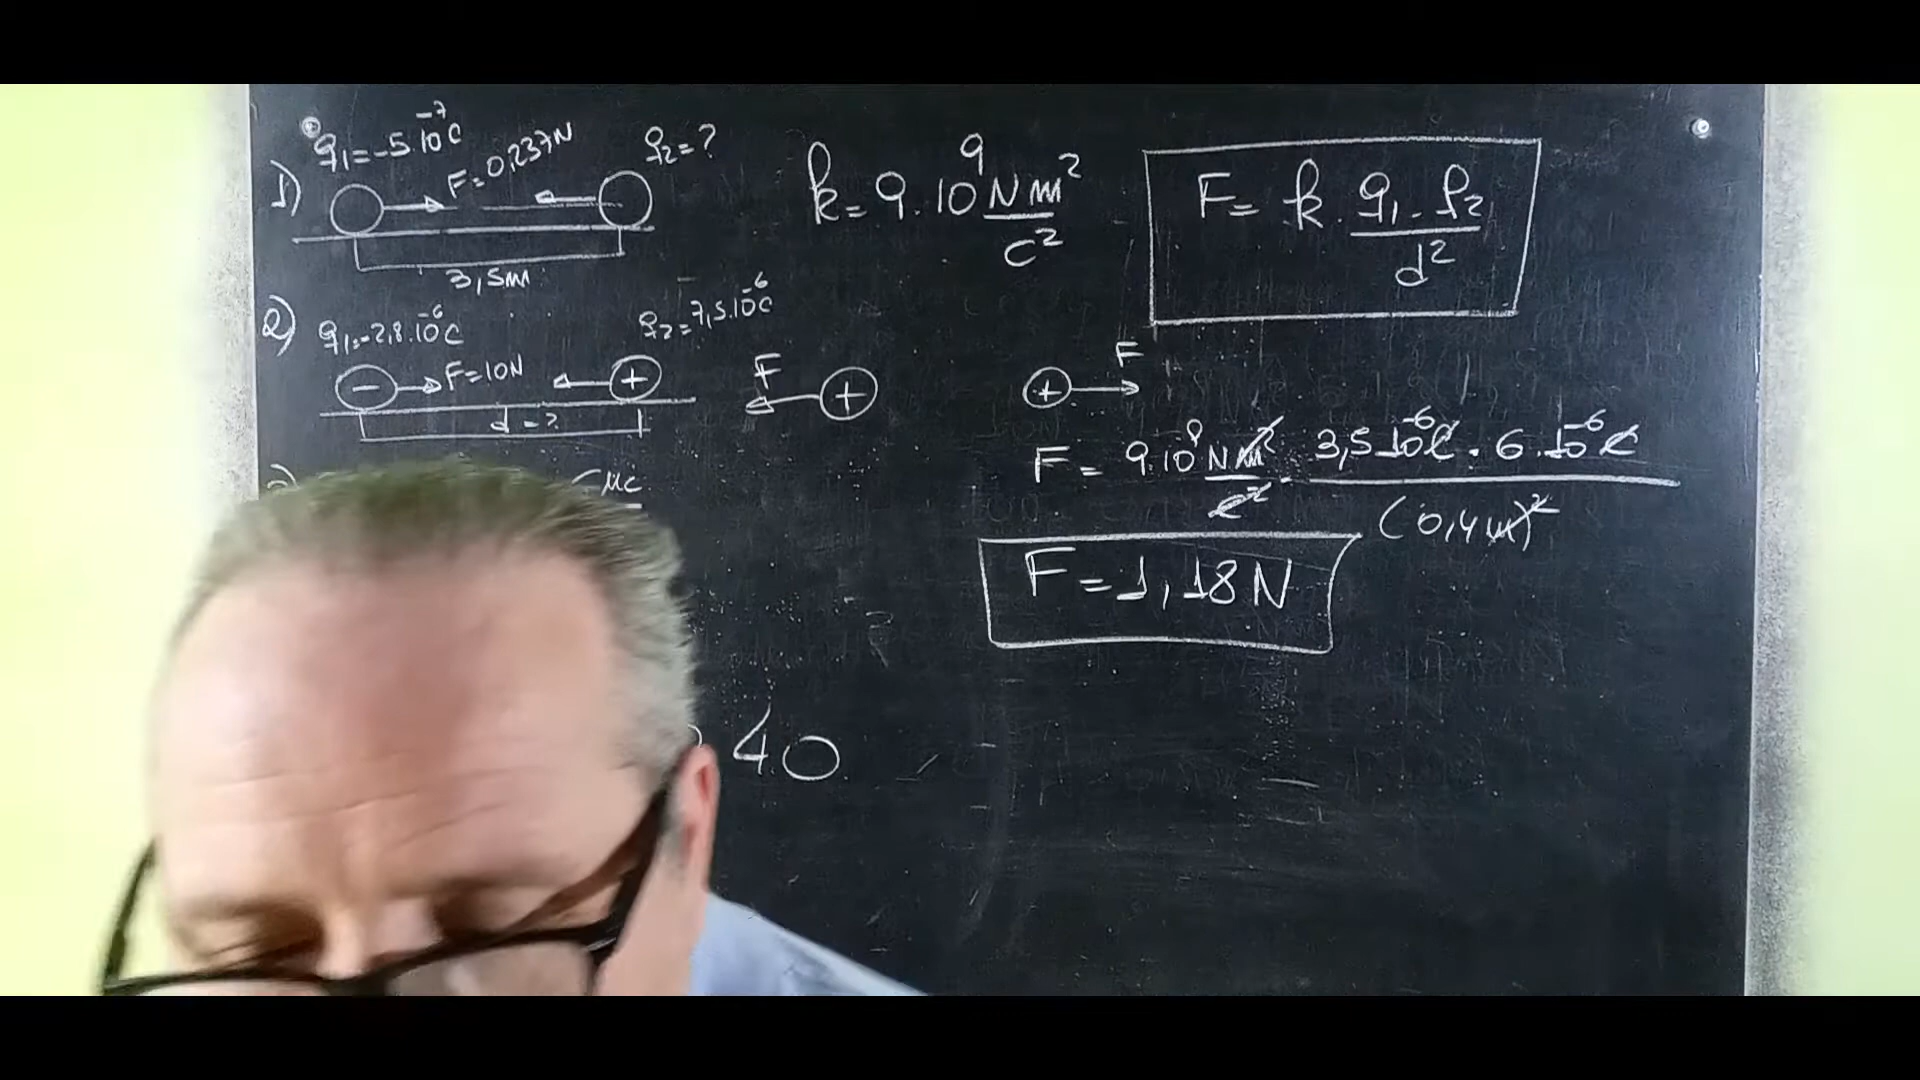 1) q₁=-5.10⁻⁷C F=0,237N q₂=?
3,5m
k=9.10⁹ Nm²/C²
F= k. q₁.q₂/d²
2) q₁=-2,8.10⁻⁶C q₂=7,5.10⁻⁶C
- F=10N +
d=?
F +
+ F
μc
F= 9.10⁹ Nm²/c² . 3,5.10⁻⁶C . 6.10⁻⁶C/(0,4m)²
F=1,18N
40